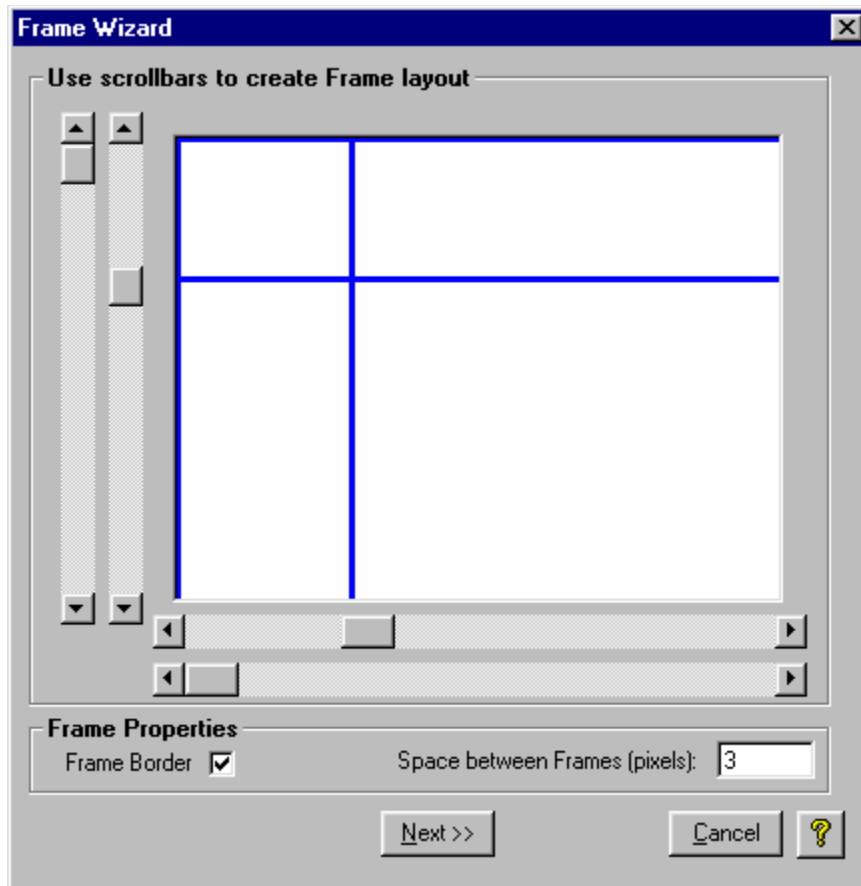 Frame Wizard
Use scrollbars to create Frame layout
Frame Properties
Frame Border
Space between Frames (pixels): 3
Next >>
Cancel
?